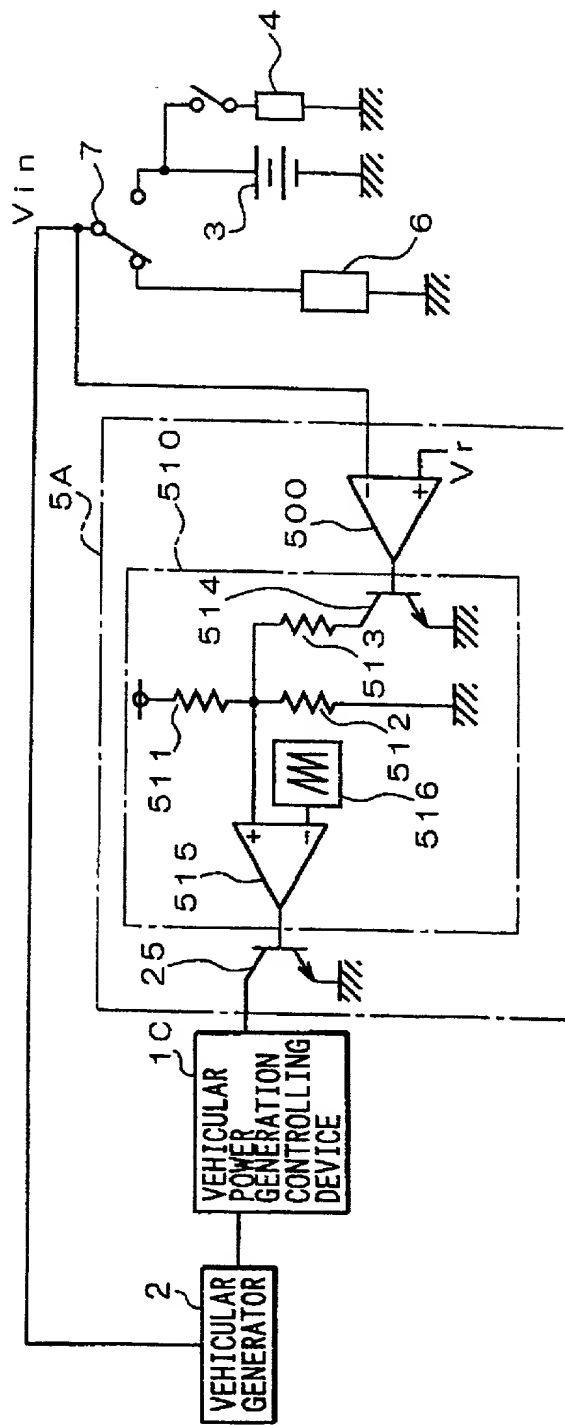 Vin
7
4
3
6
5A
510
500
Vr
514
513
511
512
516
515
25
1C
VEHICULAR
POWER
GENERATION
CONTROLLING
DEVICE
2
VEHICULAR
GENERATOR
-
+
+
-